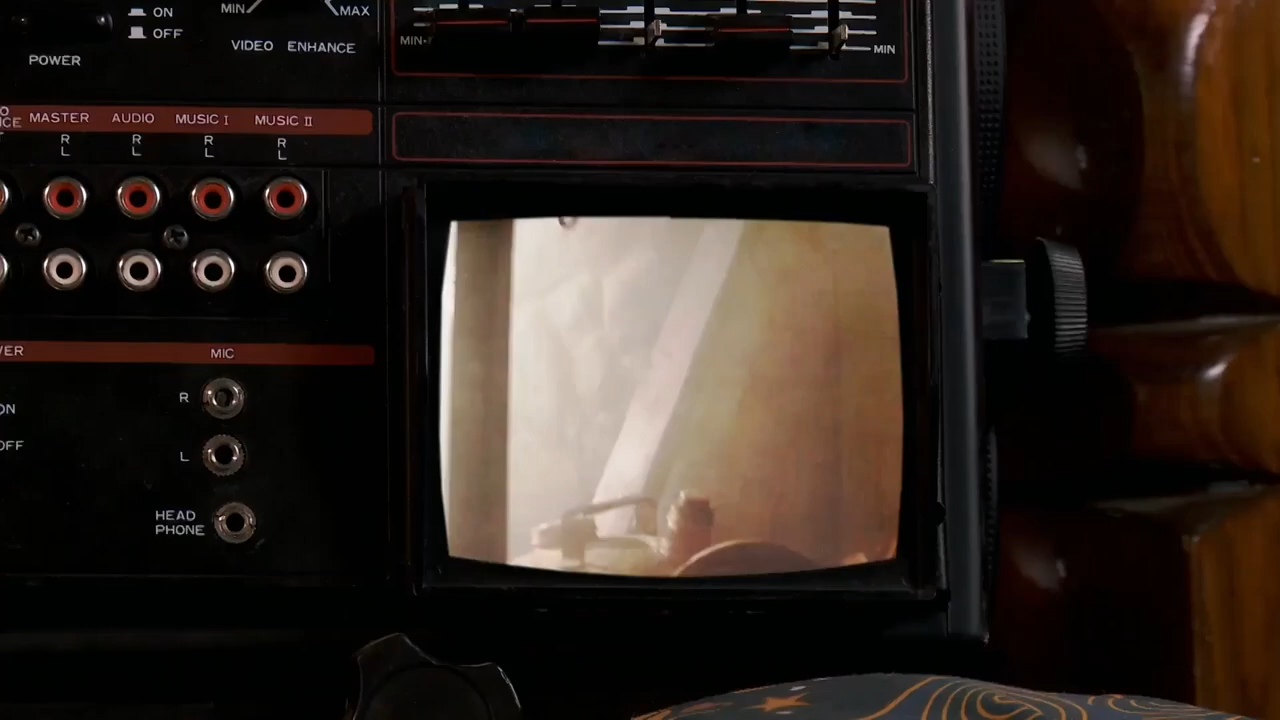 ON
OFF
POWER
MIN MAX
VIDEO ENHANCE
MIN
MIN
MASTER AUDIO MUSIC I MUSIC II
R R R R
L L L L
MIC
R
ON
OFF
L
HEAD
PHONE